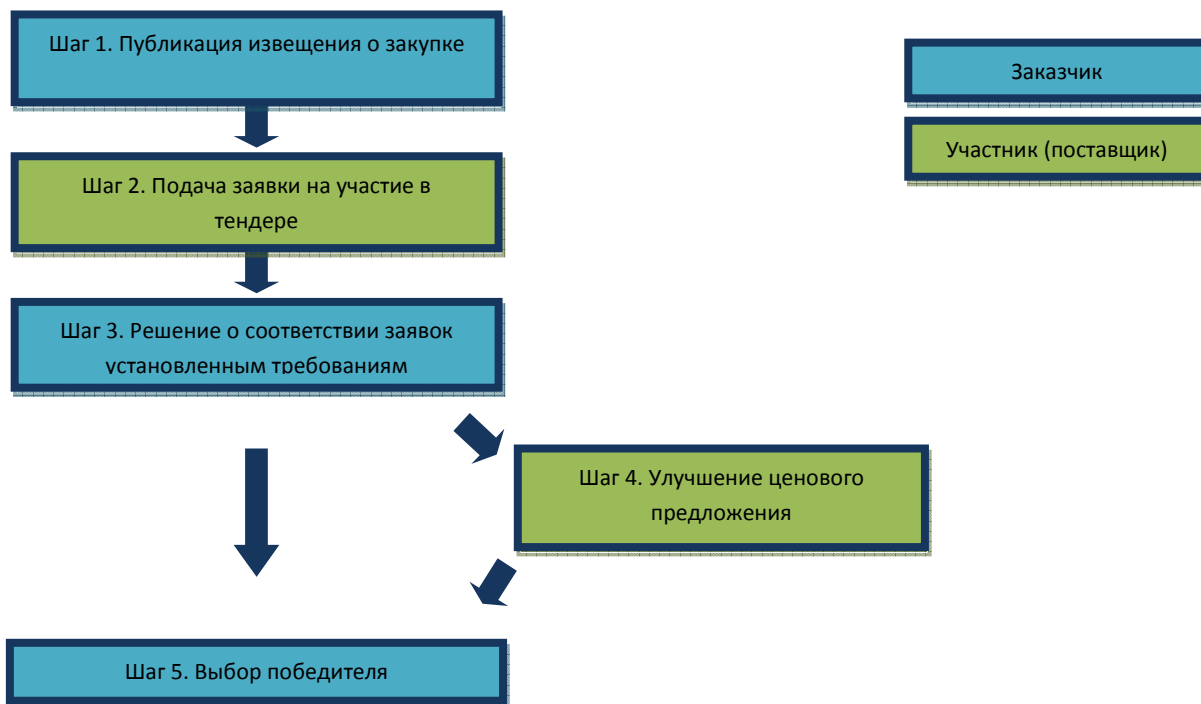 Шаг 1. Публикация извещения о закупке
Заказчик
Участник (поставщик)
Шаг 2. Подача заявки на участие в
тендере
Шаг 3. Решение о соответствии заявок
установленным требованиям
Шаг 4. Улучшение ценового
предложения
Шаг 5. Выбор победителя